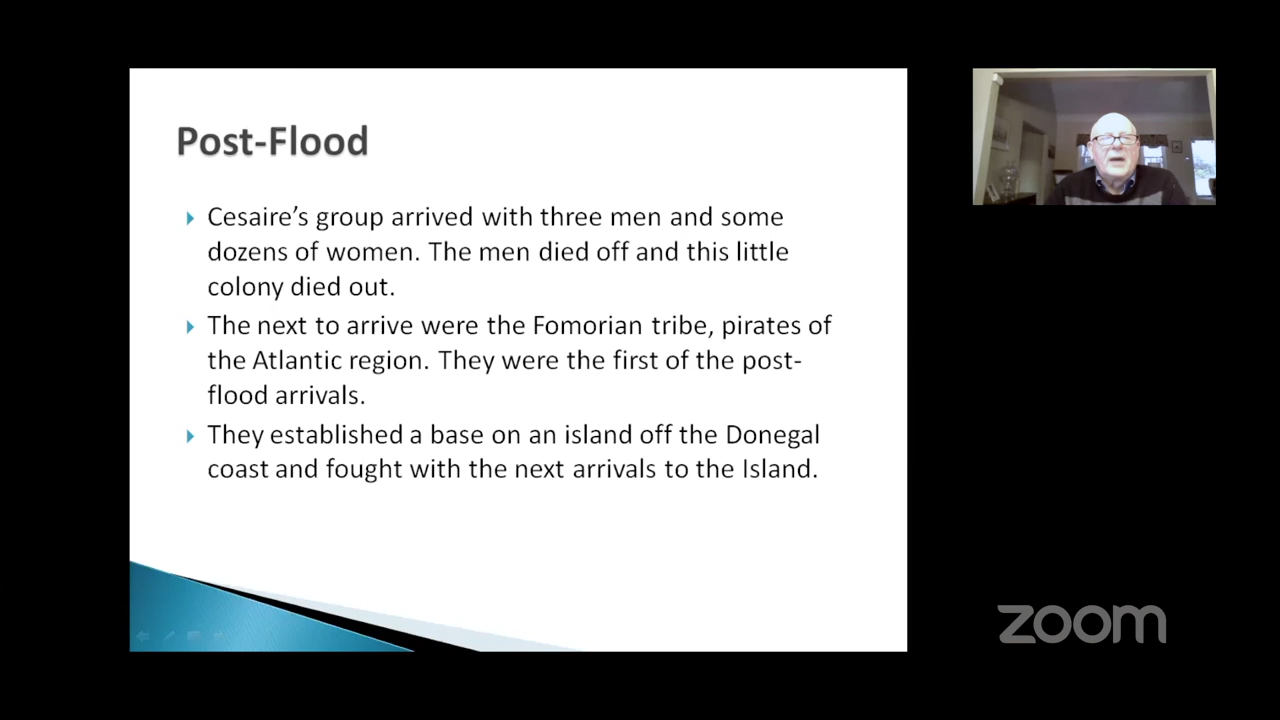 Post-Flood
Cesaire’s group arrived with three men and some
dozens of women. The men died off and this little
colony died out.
The next to arrive were the Fomorian tribe, pirates of
the Atlantic region. They were the first of the post-
flood arrivals.
They established a base on an island off the Donegal
coast and fought with the next arrivals to the Island.
zoom